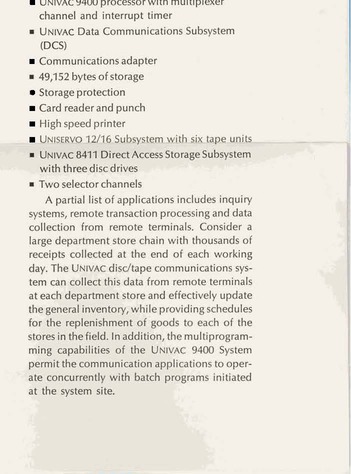 ■ UNIVAC 9400 processor with multiplexer
channel and interrupt timer
■ UNIVAC Data Communications Subsystem
(DCS)
■ Communications adapter
■ 49,152 bytes of storage
● Storage protection
■ Card reader and punch
■ High speed printer
■ UNISERVO 12/16 Subsystem with six tape units
■ UNIVAC 8411 Direct Access Storage Subsystem
with three disc drives
■ Two selector channels
A partial list of applications includes inquiry
systems, remote transaction processing and data
collection from remote terminals. Consider a
large department store chain with thousands of
receipts collected at the end of each working
day. The UNIVAC disc/tape communications sys-
tem can collect this data from remote terminals
at each department store and effectively update
the general inventory, while providing schedules
for the replenishment of goods to each of the
stores in the field. In addition, the multiprogram-
ming capabilities of the UNIVAC 9400 System
permit the communication applications to oper-
ate concurrently with batch programs initiated
at the system site.